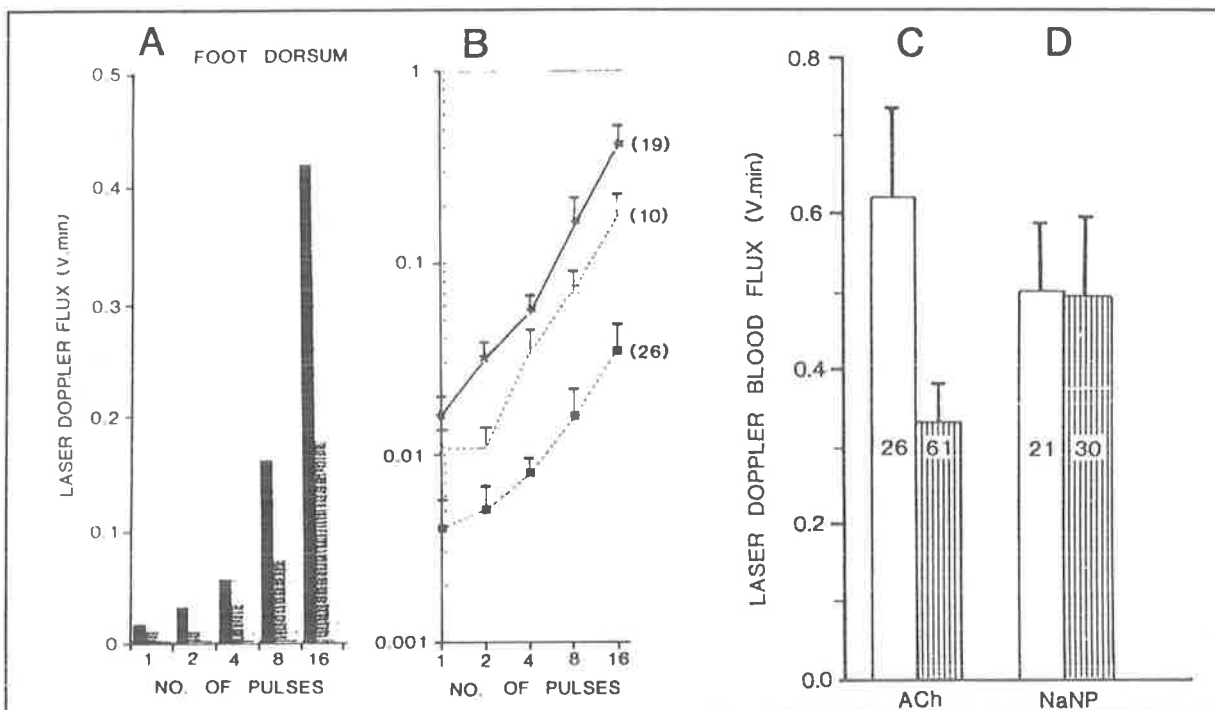 A
FOOT DORSUM
LASER DOPPLER FLUX (V.min)
0.5
0.4
0.3
0.2
0.1
0
1 2 4 8 16
NO. OF PULSES
B
1
0.1
0.01
0.001
(19)
(10)
(26)
1 2 4 8 16
NO. OF PULSES
C D
LASER DOPPLER BLOOD FLUX (V.min)
0.8
0.6
0.4
0.2
0.0
26 61 21 30
ACh NaNP